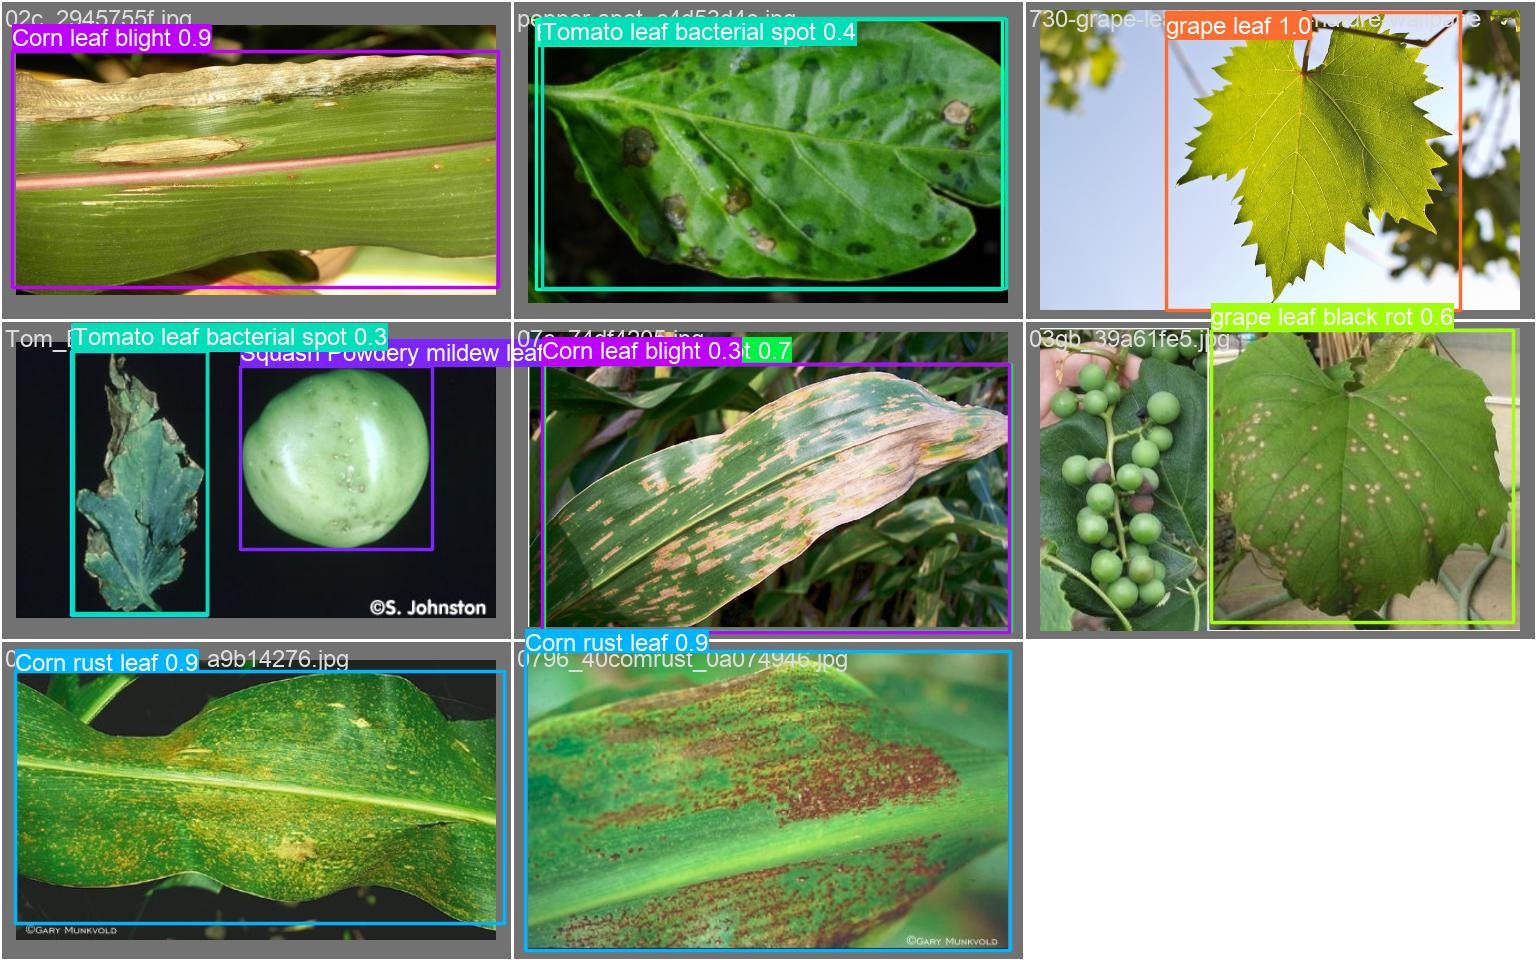 02c_2945755f.jpg
Corn leaf blight 0.9
Tomato leaf bacterial spot 0.4
730-grape-le
grape leaf 1.0
Tom_
Tomato leaf bacterial spot 0.3
Squash Powdery mildew leaf
Corn leaf blight 0.3
t 0.7
©S. Johnston
grape leaf black rot 0.6
03gb_39a61fe5.jpg
Corn rust leaf 0.9
a9b14276.jpg
©GARY MUNKVOLD
Corn rust leaf 0.9
0796_40cornrust_0a074946.jpg
©GARY MUNKVOLD